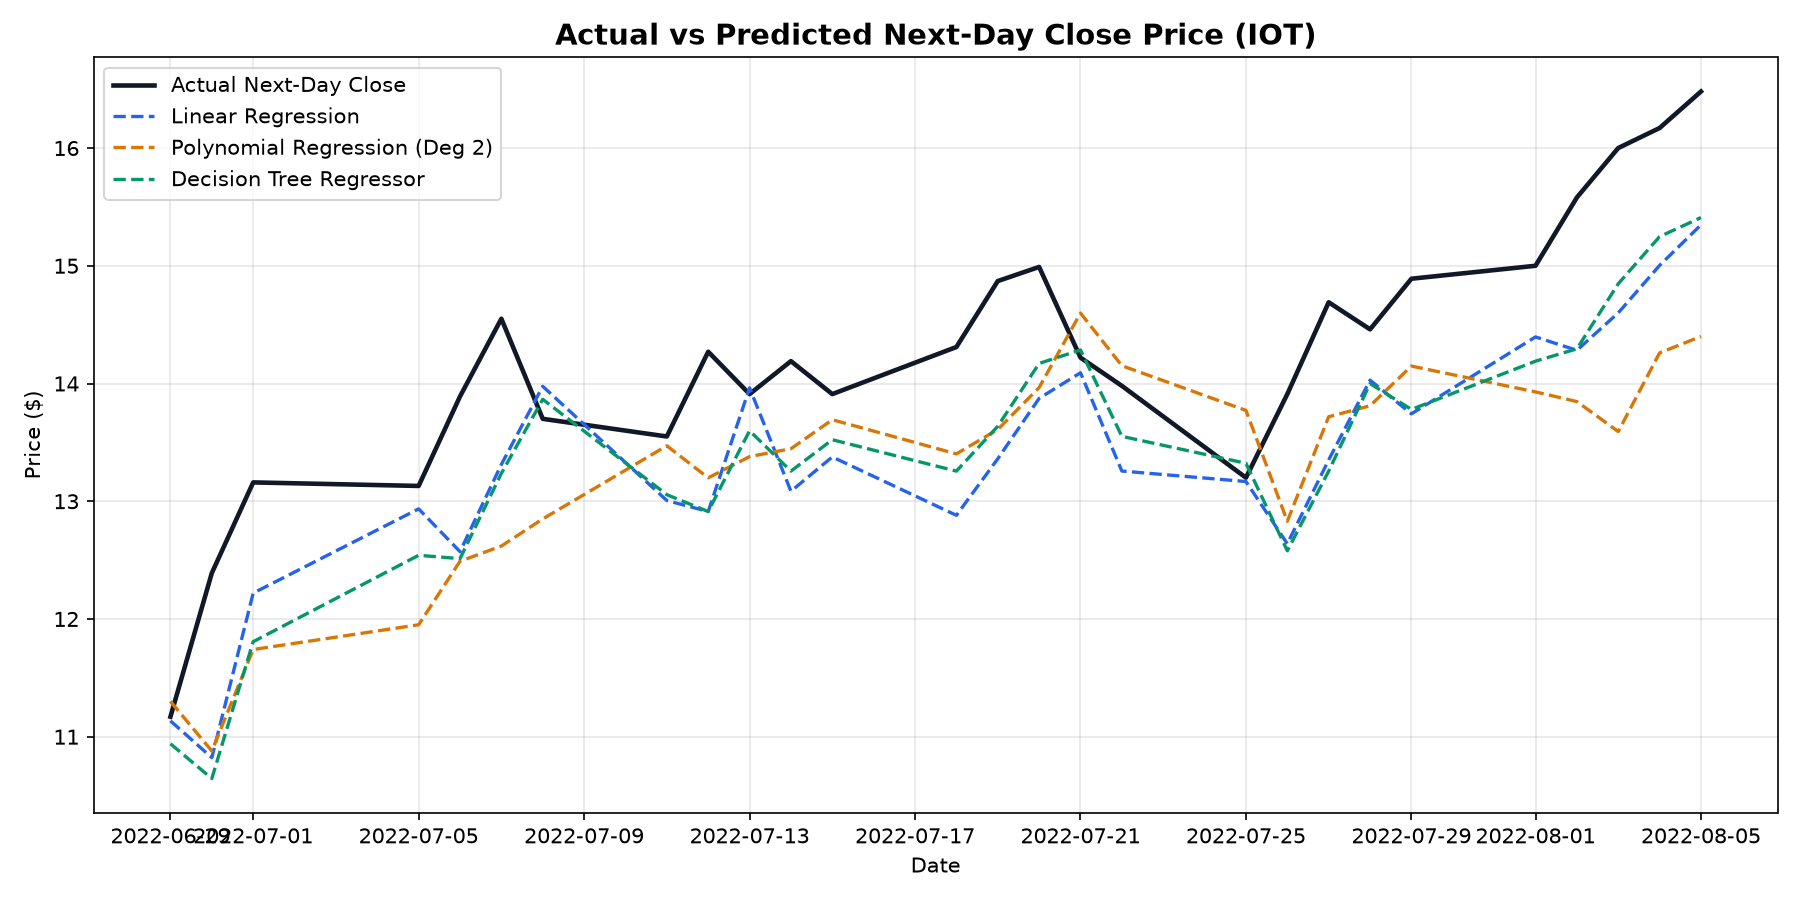 Actual vs Predicted Next-Day Close Price (IOT)
Actual Next-Day Close
Linear Regression
Polynomial Regression (Deg 2)
Decision Tree Regressor
Price ($)
16
15
14
13
12
11
2022-06-29 2022-07-01 2022-07-05 2022-07-09 2022-07-13 2022-07-17 2022-07-21 2022-07-25 2022-07-29 2022-08-01 2022-08-05
Date